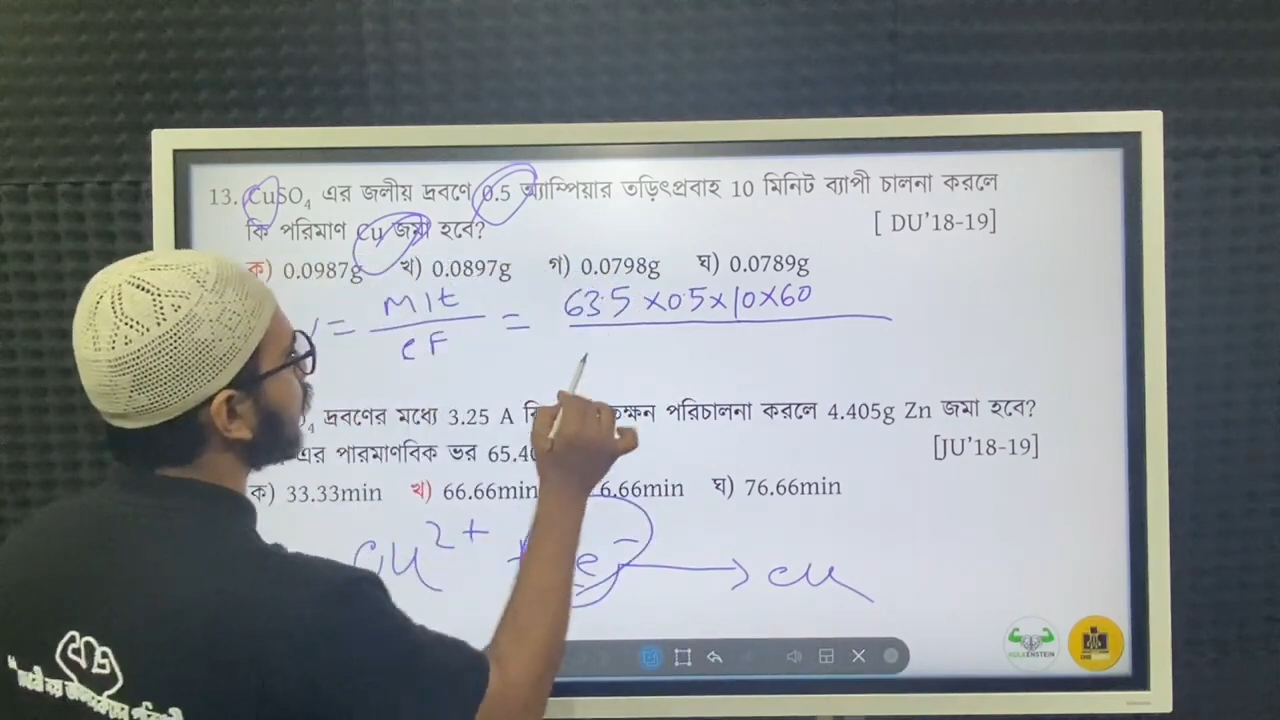 13. CuSO₄ এর জলীয় দ্রবণে 0.5 অ্যাম্পিয়ার তড়িৎপ্রবাহ 10 মিনিট ব্যাপী চালনা করলে
কি পরিমাণ Cu জমা হবে? [ DU'18-19]
ক) 0.0987g খ) 0.0897g গ) 0.0798g ঘ) 0.0789g
= MIt / eF = 63.5 × 0.5 × 10 × 60
₄ দ্রবণের মধ্যে 3.25 A পরিচালনা করলে 4.405g Zn জমা হবে?
এর পারমাণবিক ভর 65.4 [JU'18-19]
ক) 33.33min খ) 66.66min 6.66min ঘ) 76.66min
Cu²⁺ + e⁻ → Cu